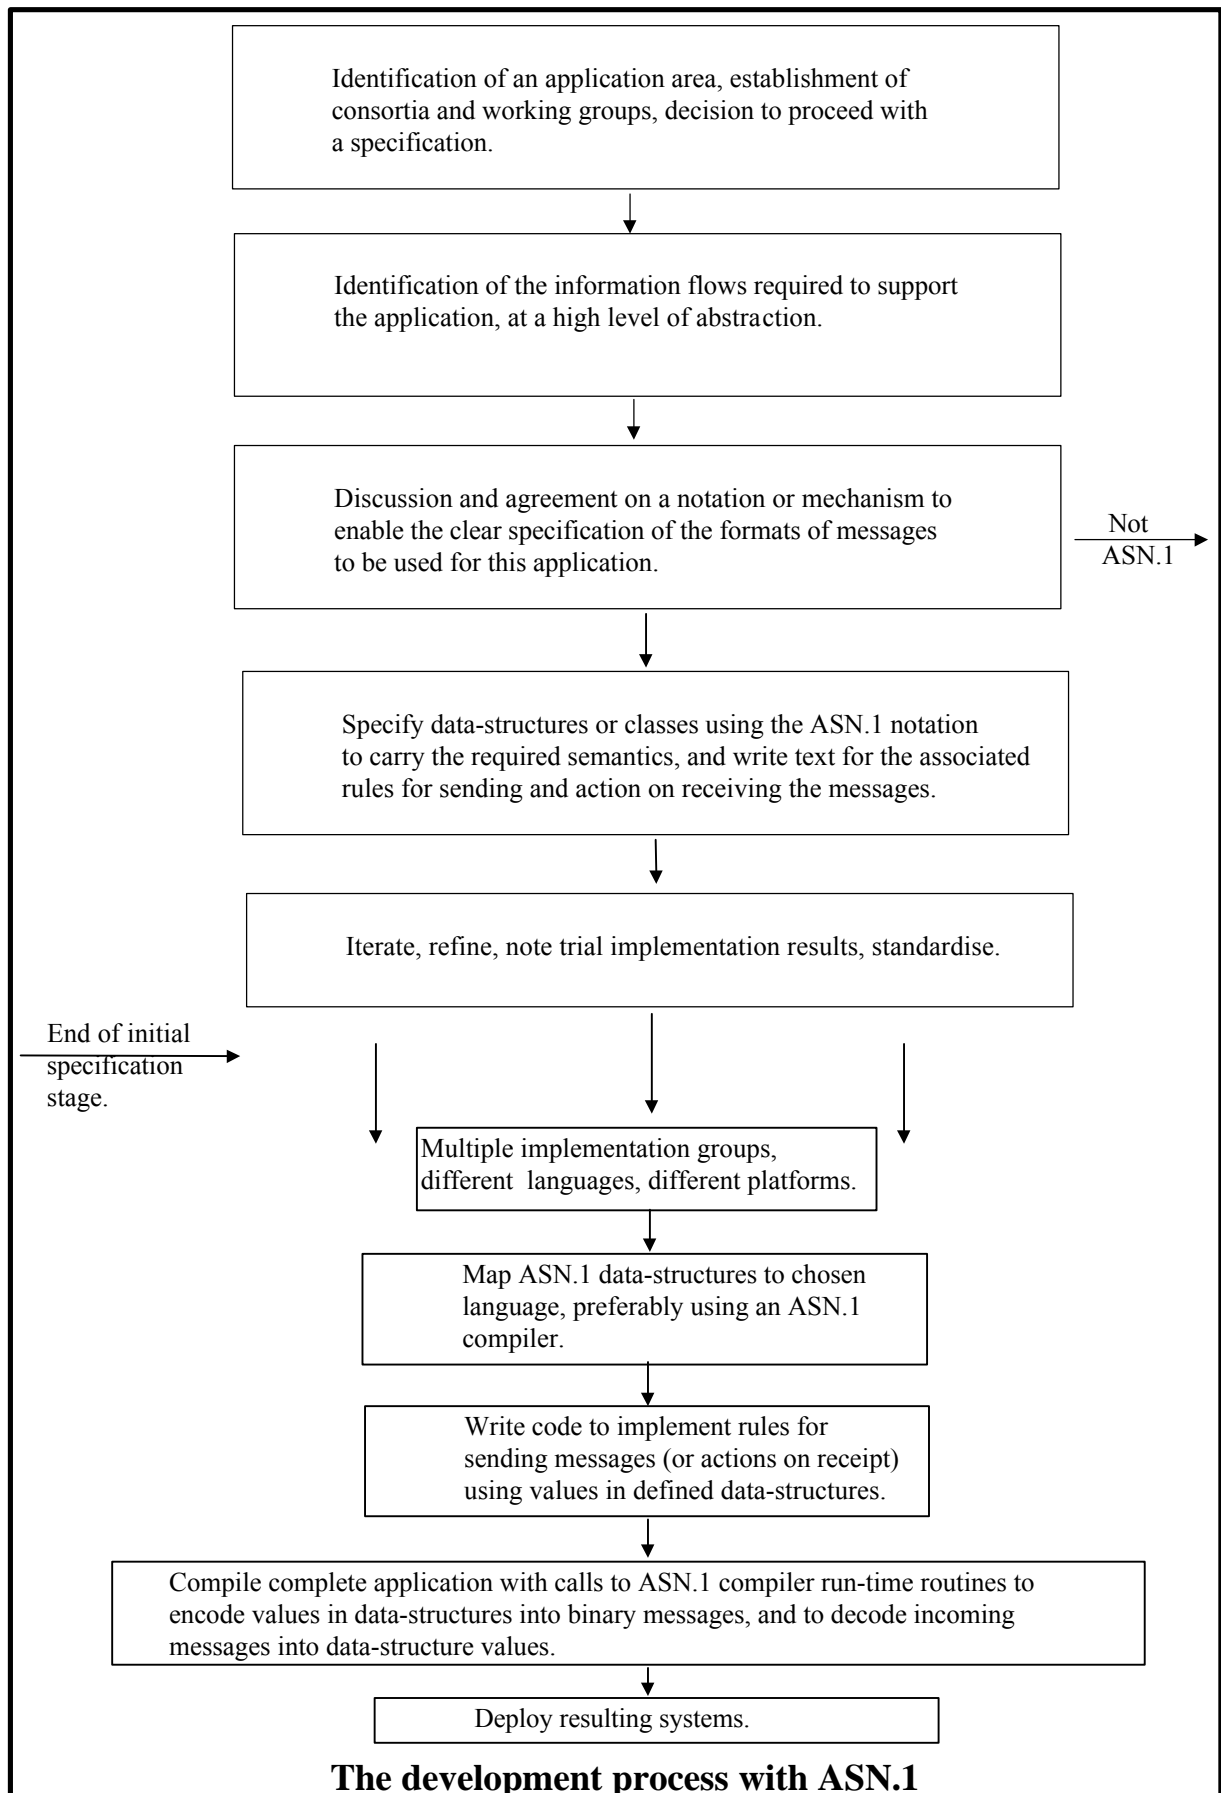 Identification of an application area, establishment of
consortia and working groups, decision to proceed with
a specification.
Identification of the information flows required to support
the application, at a high level of abstraction.
Discussion and agreement on a notation or mechanism to
enable the clear specification of the formats of messages
to be used for this application.
Not
ASN.1
Specify data-structures or classes using the ASN.1 notation
to carry the required semantics, and write text for the associated
rules for sending and action on receiving the messages.
Iterate, refine, note trial implementation results, standardise.
End of initial
specification
stage.
Multiple implementation groups,
different languages, different platforms.
Map ASN.1 data-structures to chosen
language, preferably using an ASN.1
compiler.
Write code to implement rules for
sending messages (or actions on receipt)
using values in defined data-structures.
Compile complete application with calls to ASN.1 compiler run-time routines to
encode values in data-structures into binary messages, and to decode incoming
messages into data-structure values.
Deploy resulting systems.
The development process with ASN.1